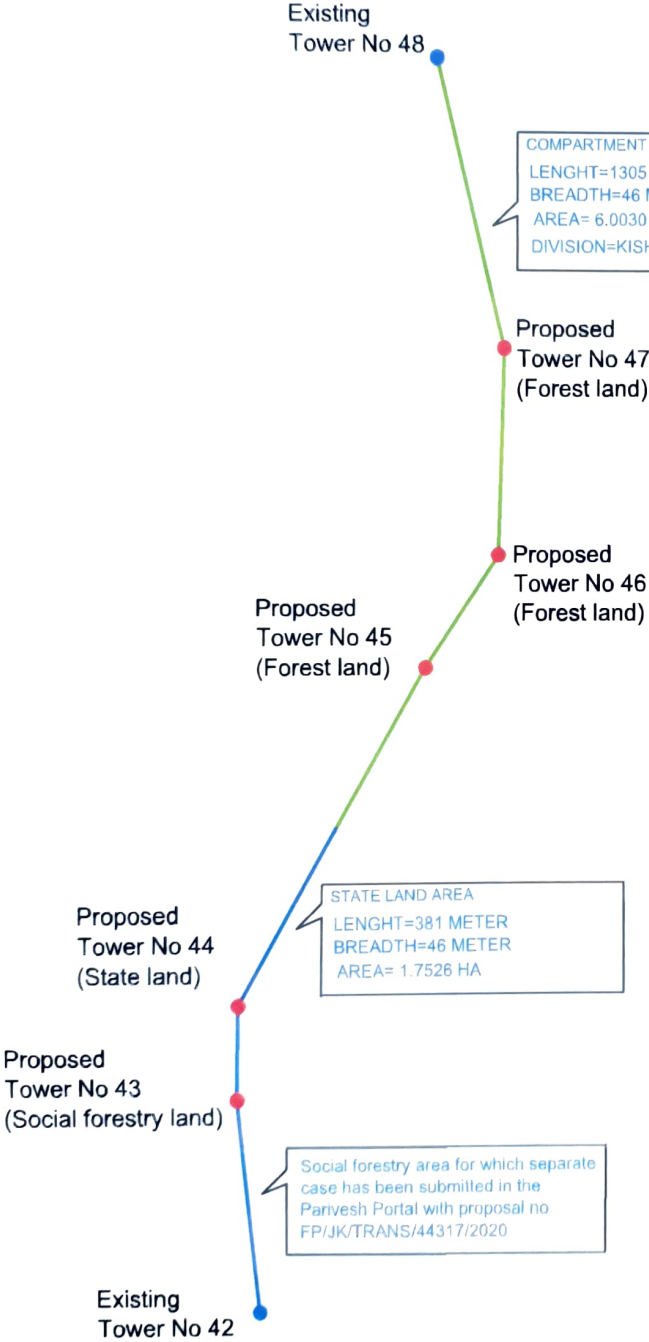 Existing
Tower No 48
COMPARTMENT
LENGHT=1305
BREADTH=46
AREA= 6.0030
DIVISION=KISH
Proposed
Tower No 47
(Forest land)
Proposed
Tower No 46
(Forest land)
Proposed
Tower No 45
(Forest land)
STATE LAND AREA
LENGHT=381 METER
BREADTH=46 METER
AREA= 1.7526 HA
Proposed
Tower No 44
(State land)
Proposed
Tower No 43
(Social forestry land)
Social forestry area for which separate
case has been submitted in the
Parivesh Portal with proposal no
FP/JK/TRANS/44317/2020
Existing
Tower No 42